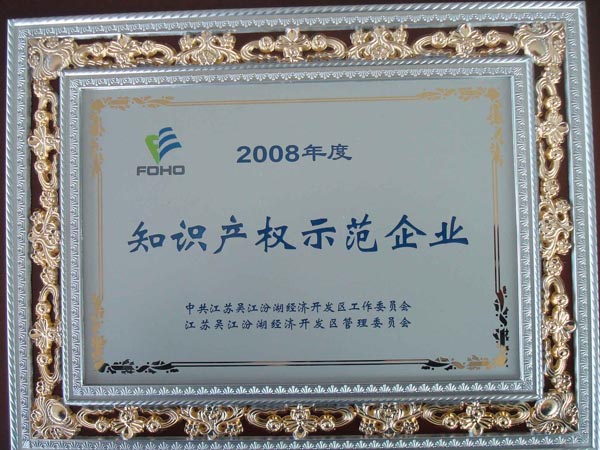 FOHO
2008年度
知识产权示范企业
中共江苏吴江汾湖经济开发区工作委员会
江苏吴江汾湖经济开发区管理委员会